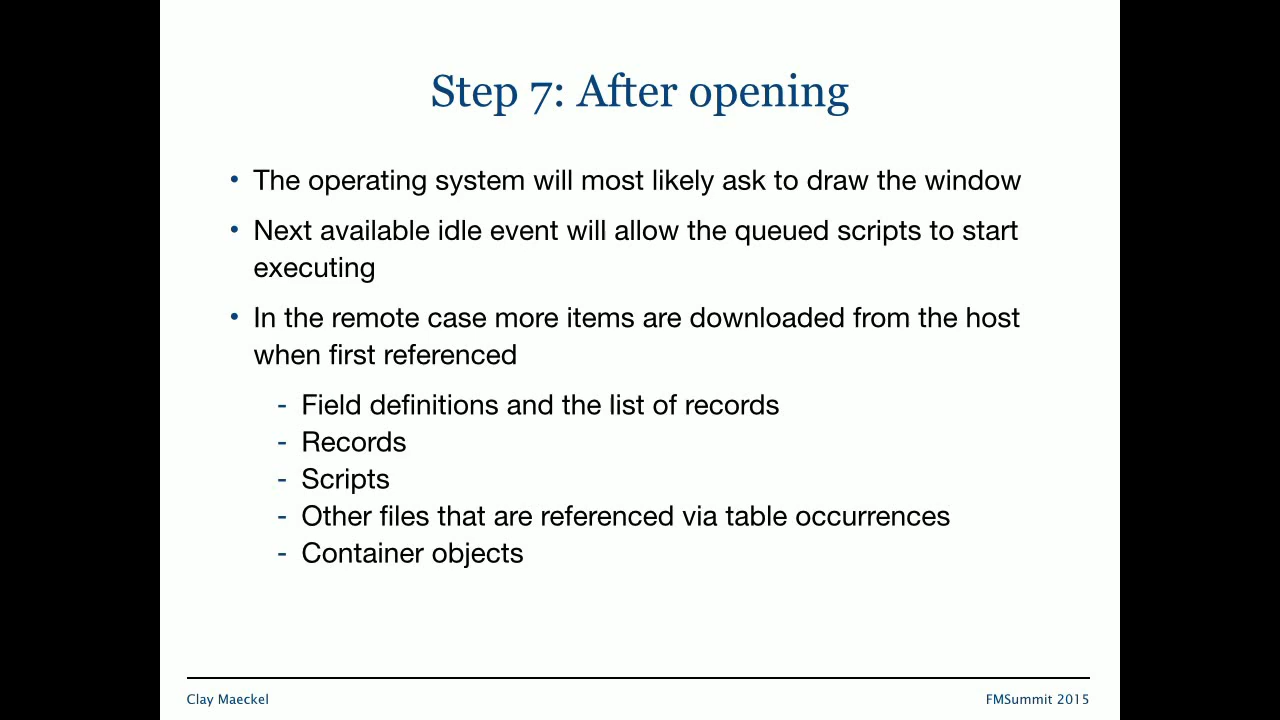 Step 7: After opening
• The operating system will most likely ask to draw the window
• Next available idle event will allow the queued scripts to start
executing
• In the remote case more items are downloaded from the host
when first referenced
- Field definitions and the list of records
- Records
- Scripts
- Other files that are referenced via table occurrences
- Container objects
Clay Maeckel
FMSummit 2015